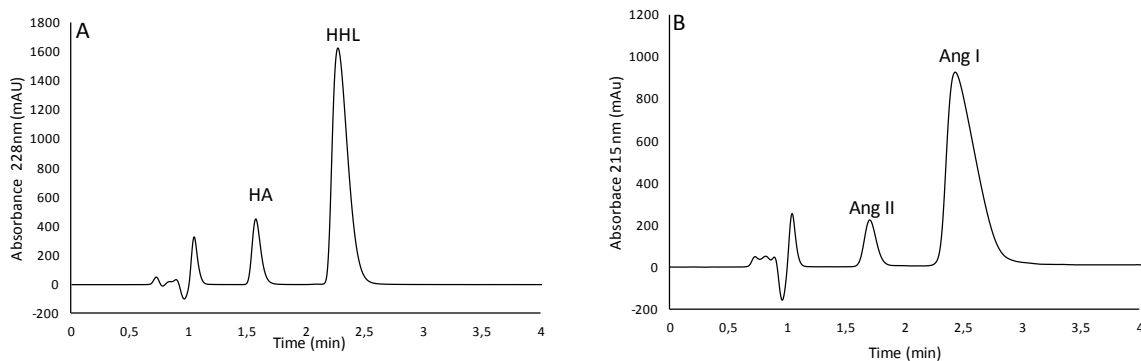 A
HHL
HA
Absorbance 228nm (mAU)
1800
1600
1400
1200
1000
800
600
400
200
0
-200
0 0,5 1 1,5 2 2,5 3 3,5 4
Time (min)
B
Ang I
Ang II
Absorbace 215 nm (mAu)
1200
1000
800
600
400
200
0
-200
0 0,5 1 1,5 2 2,5 3 3,5 4
Time (min)